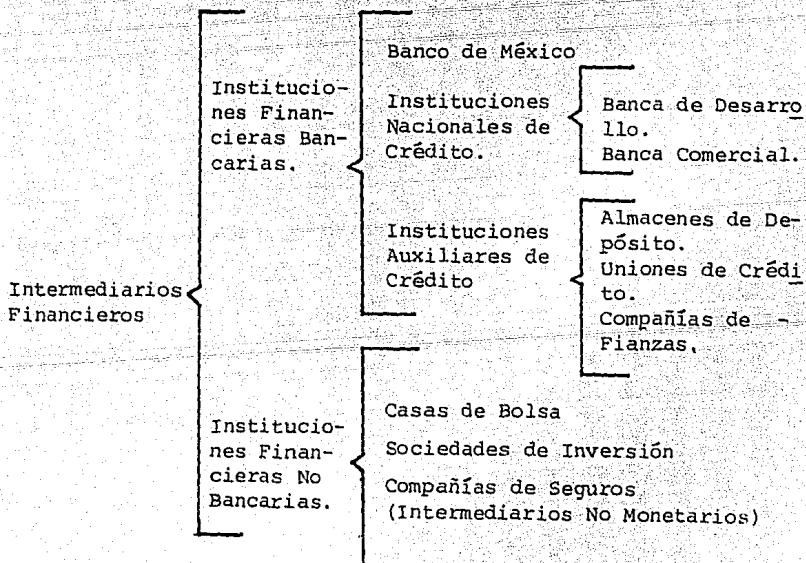 Intermediarios
Financieros
Institucio-
nes Finan-
cieras Ban-
carias.
Banco de México
Instituciones
Nacionales de
Crédito.
Banca de Desarro
llo.
Banca Comercial.
Instituciones
Auxiliares de
Crédito
Almacenes de De-
pósito.
Uniones de Crédi
to.
Compañías de -
Fianzas.
Institucio-
nes Finan-
cieras No
Bancarias.
Casas de Bolsa
Sociedades de Inversión
Compañías de Seguros
(Intermediarios No Monetarios)